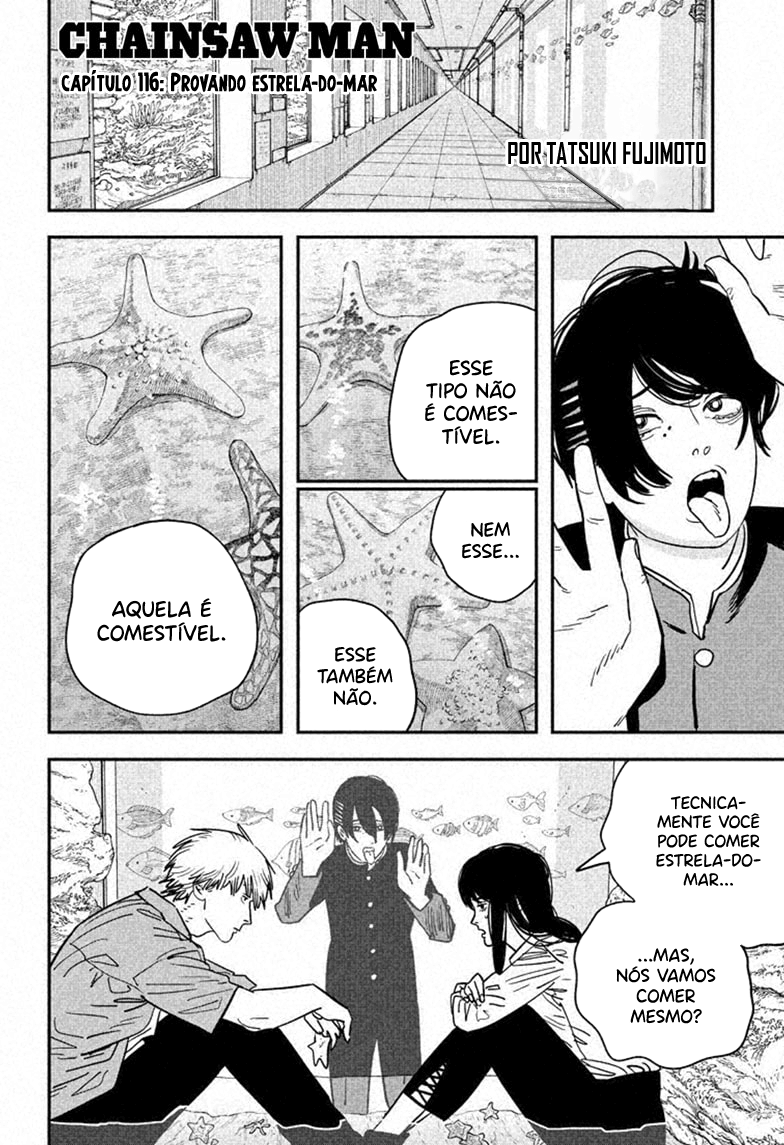 CHAINSAW MAN
CAPÍTULO 116: PROVANDO ESTRELA-DO-MAR
POR TATSUKI FUJIMOTO
AQUELA É
COMESTÍVEL.
ESSE
TIPO NÃO
É COMES-
TÍVEL.
NEM
ESSE...
ESSE
TAMBÉM
NÃO.
TECNICA-
MENTE VOCÊ
PODE COMER
ESTRELA-DO-
MAR...
...MAS,
NÓS VAMOS
COMER
MESMO?